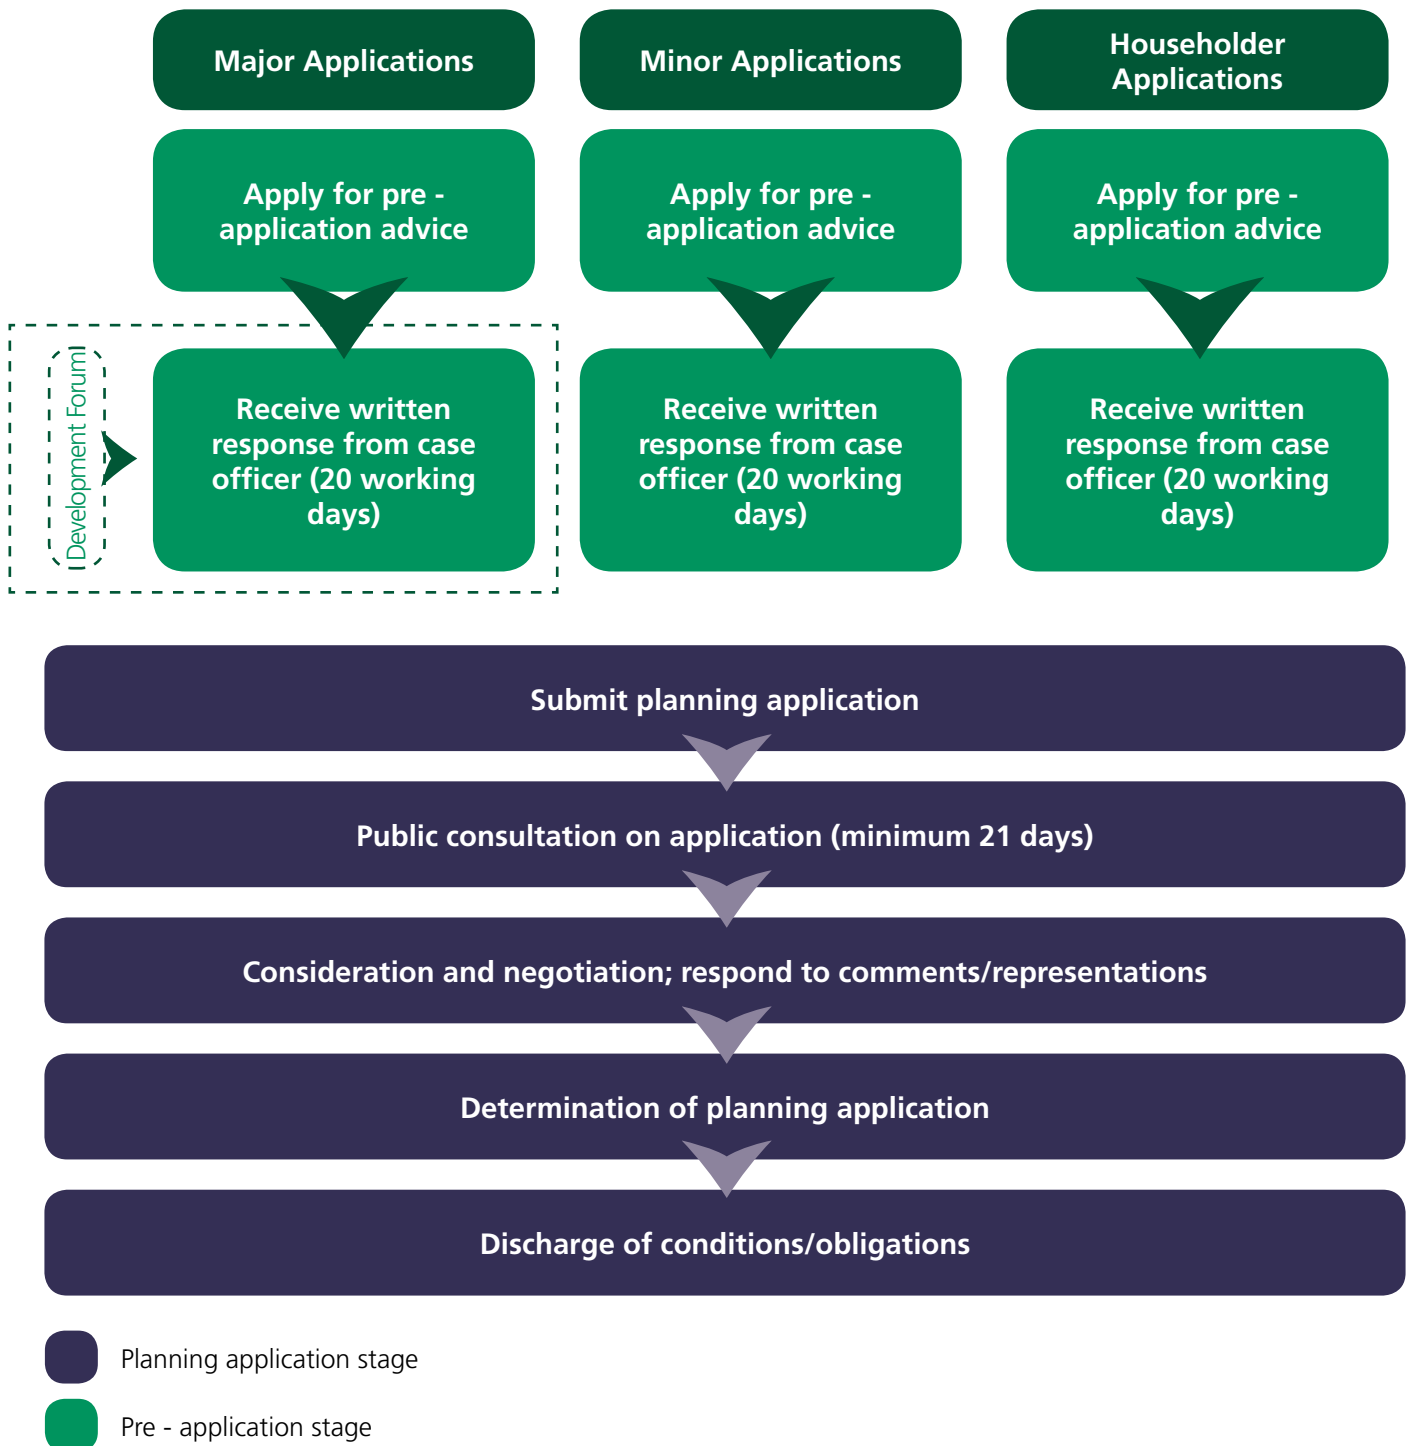 Major Applications
Minor Applications
Householder
Applications
Apply for pre -
application advice
Apply for pre -
application advice
Apply for pre -
application advice
Development Forum
Receive written
response from case
officer (20 working
days)
Receive written
response from case
officer (20 working
days)
Receive written
response from case
officer (20 working
days)
Submit planning application
Public consultation on application (minimum 21 days)
Consideration and negotiation; respond to comments/representations
Determination of planning application
Discharge of conditions/obligations
Planning application stage
Pre - application stage